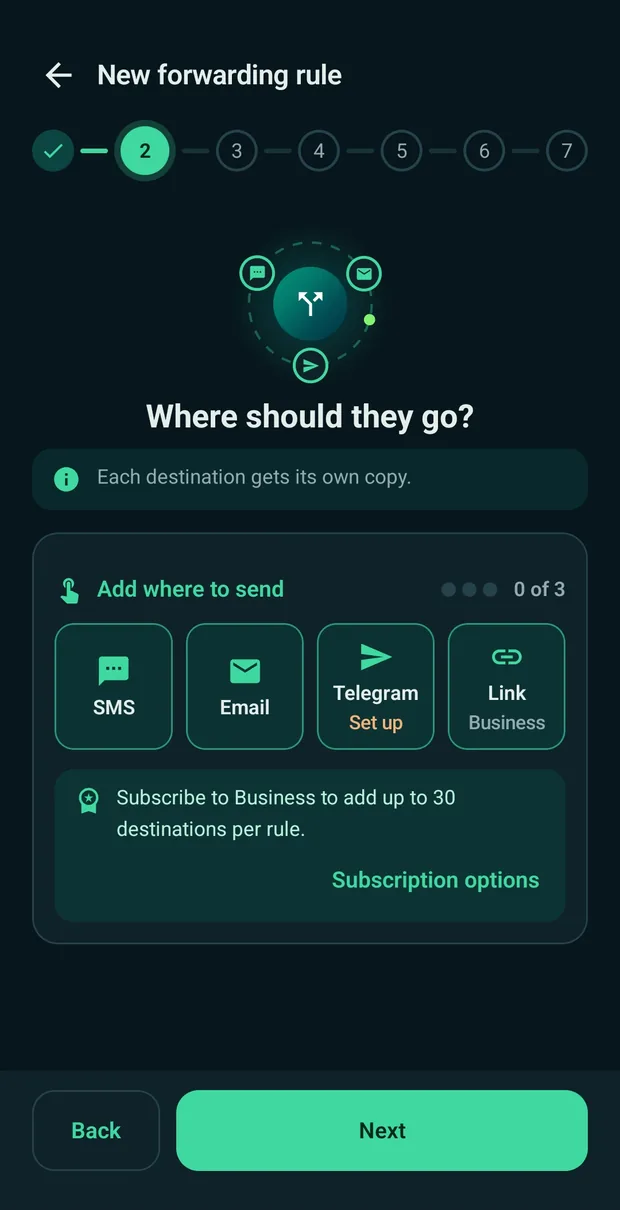 New forwarding rule
2
3
4
5
6
7
Where should they go?
Each destination gets its own copy.
Add where to send
0 of 3
SMS
Email
Telegram
Set up
Link
Business
Subscribe to Business to add up to 30
destinations per rule.
Subscription options
Back
Next